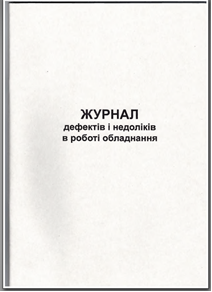 ЖУРНАЛ
дефектів і недоліків
в роботі обладнання